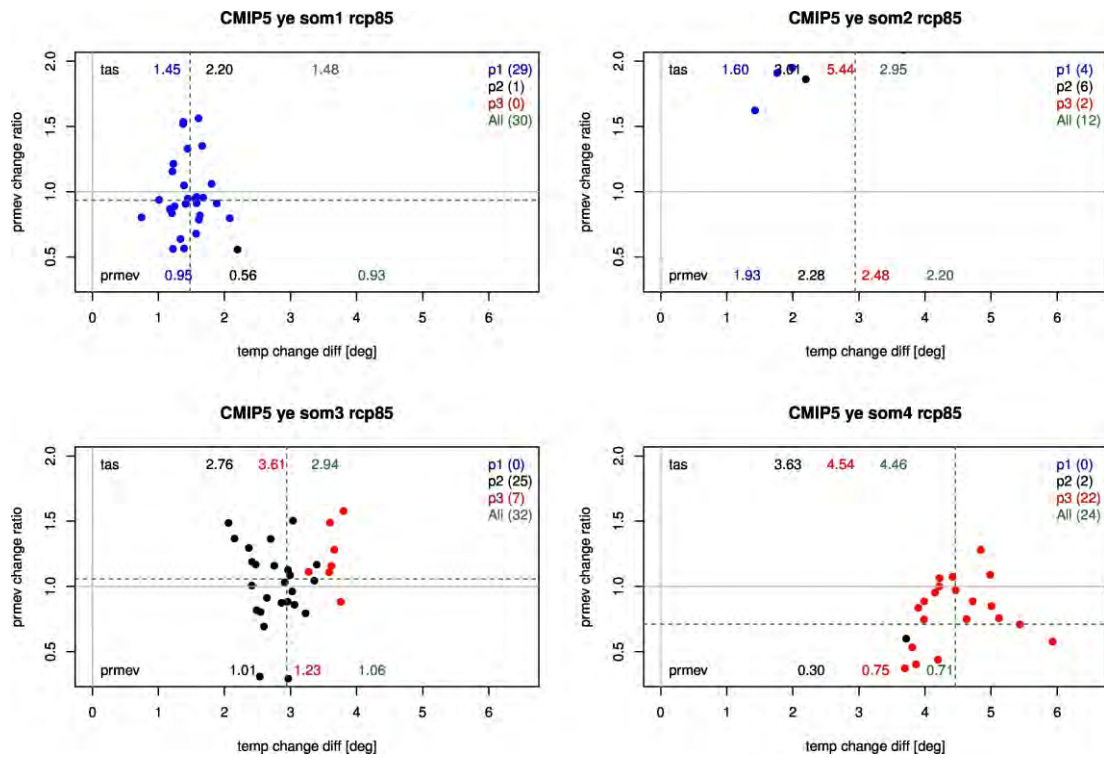 CMIP5 ye som1 rcp85
tas 1.45 2.20 1.48
p1 (29)
p2 (1)
p3 (0)
All (30)
prmev 0.95 0.56 0.93
prmev change ratio
2.0
1.5
1.0
0.5
0 1 2 3 4 5 6
temp change diff [deg]
CMIP5 ye som2 rcp85
tas 1.60 3.01 5.44 2.95
p1 (4)
p2 (6)
p3 (2)
All (12)
prmev 1.93 2.28 2.48 2.20
prmev change ratio
2.0
1.5
1.0
0.5
0 1 2 3 4 5 6
temp change diff [deg]
CMIP5 ye som3 rcp85
tas 2.76 3.61 2.94
p1 (0)
p2 (25)
p3 (7)
All (32)
prmev 1.01 1.23 1.06
prmev change ratio
2.0
1.5
1.0
0.5
0 1 2 3 4 5 6
temp change diff [deg]
CMIP5 ye som4 rcp85
tas 3.63 4.54 4.46
p1 (0)
p2 (2)
p3 (22)
All (24)
prmev 0.30 0.75 0.71
prmev change ratio
2.0
1.5
1.0
0.5
0 1 2 3 4 5 6
temp change diff [deg]